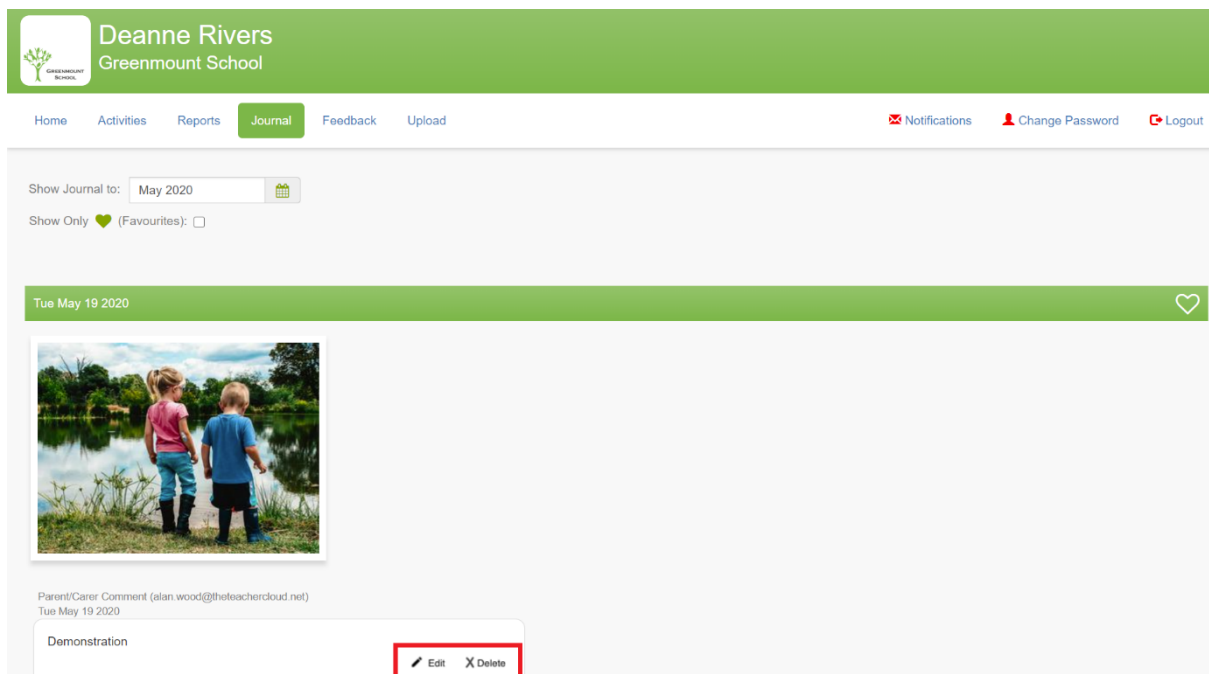 Deanne Rivers
Greenmount School
GREENMOUNT
SCHOOL
Home Activities Reports Journal Feedback Upload Notifications Change Password Logout
Show Journal to: May 2020
Show Only (Favourites):
Tue May 19 2020
Parent/Carer Comment (alan.wood@theteachercloud.net)
Tue May 19 2020
Demonstration
Edit X Delete